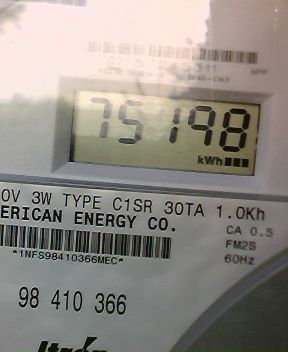 75198
kWh
0V 3W TYPE C1SR 30TA 1.0Kh
ERICAN ENERGY CO.
CA 0.5
FM2S
60Hz
*1NFS98410366MEC*
98 410 366
Itrón